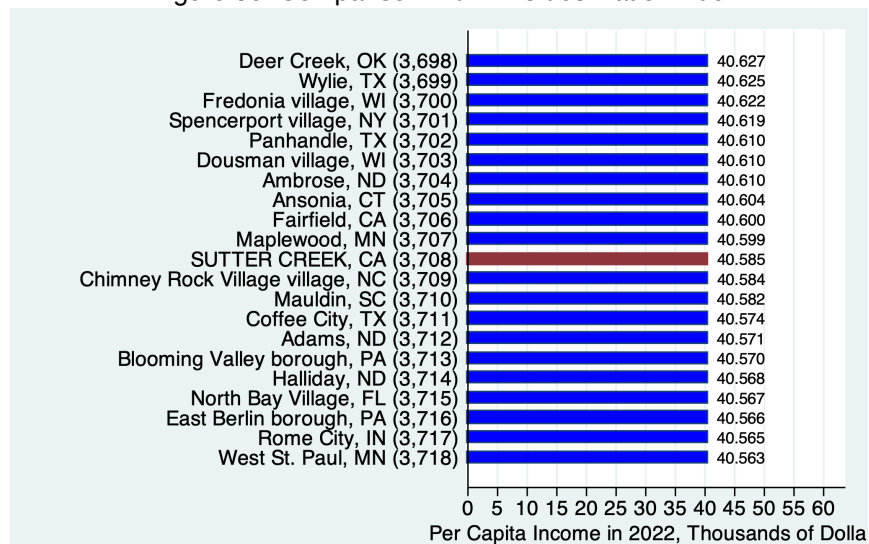 Deer Creek, OK (3,698) 40.627
Wylie, TX (3,699) 40.625
Fredonia village, WI (3,700) 40.622
Spencerport village, NY (3,701) 40.619
Panhandle, TX (3,702) 40.610
Dousman village, WI (3,703) 40.610
Ambrose, ND (3,704) 40.610
Ansonia, CT (3,705) 40.604
Fairfield, CA (3,706) 40.600
Maplewood, MN (3,707) 40.599
SUTTER CREEK, CA (3,708) 40.585
Chimney Rock Village village, NC (3,709) 40.584
Mauldin, SC (3,710) 40.582
Coffee City, TX (3,711) 40.574
Adams, ND (3,712) 40.571
Blooming Valley borough, PA (3,713) 40.570
Halliday, ND (3,714) 40.568
North Bay Village, FL (3,715) 40.567
East Berlin borough, PA (3,716) 40.566
Rome City, IN (3,717) 40.565
West St. Paul, MN (3,718) 40.563
0 5 10 15 20 25 30 35 40 45 50 55 60
Per Capita Income in 2022, Thousands of Dolla